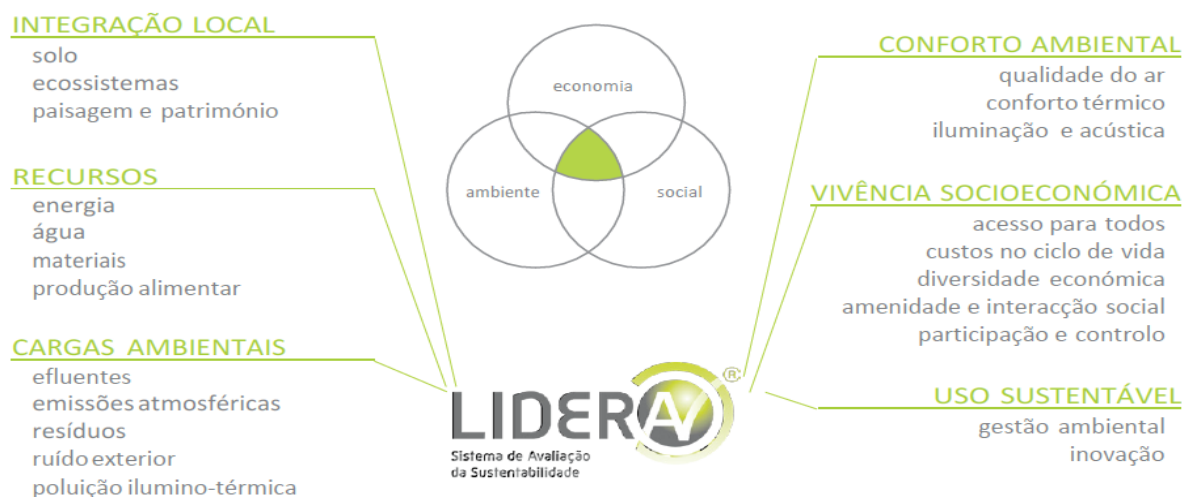 INTEGRAÇÃO LOCAL
solo
ecossistemas
paisagem e património
RECURSOS
energia
água
materiais
produção alimentar
CARGAS AMBIENTAIS
efluentes
emissões atmosféricas
resíduos
ruído exterior
poluição ilumino-térmica
economia
ambiente
social
LIDERA
®
Sistema de Avaliação
da Sustentabilidade
CONFORTO AMBIENTAL
qualidade do ar
conforto térmico
iluminação e acústica
VIVÊNCIA SOCIOECONÓMICA
acesso para todos
custos no ciclo de vida
diversidade económica
amenidade e interacção social
participação e controlo
USO SUSTENTÁVEL
gestão ambiental
inovação